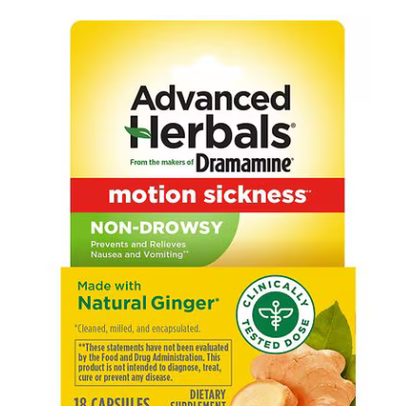 Advanced
Herbals®
From the makers of Dramamine®
motion sickness**
NON-DROWSY
Prevents and Relieves
Nausea and Vomiting**
Made with
Natural Ginger*
*Cleaned, milled, and encapsulated.
**These statements have not been evaluated
by the Food and Drug Administration. This
product is not intended to diagnose, treat,
cure or prevent any disease.
CLINICALLY
TESTED DOSE
18 CAPSULES
DIETARY
SUPPLEMENT